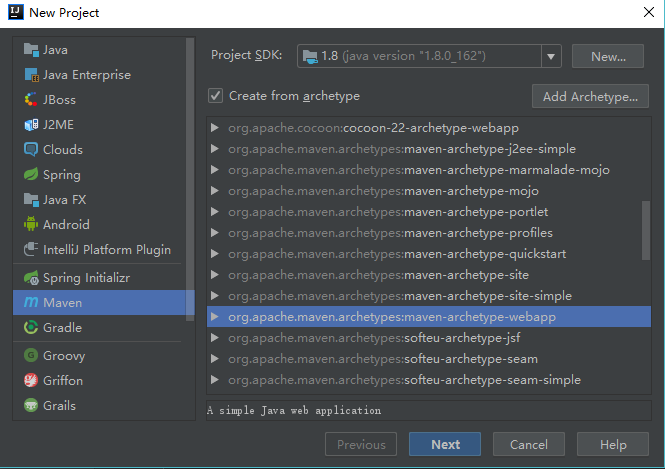 New Project
Java
Java Enterprise
JBoss
J2ME
Clouds
Spring
Java FX
Android
IntelliJ Platform Plugin
Spring Initializr
Maven
Gradle
Groovy
Griffon
Grails
Project SDK: 1.8 (java version "1.8.0_162") New...
Create from archetype Add Archetype...
org.apache.cocoon:cocoon-22-archetype-webapp
org.apache.maven.archetypes:maven-archetype-j2ee-simple
org.apache.maven.archetypes:maven-archetype-marmalade-mojo
org.apache.maven.archetypes:maven-archetype-mojo
org.apache.maven.archetypes:maven-archetype-portlet
org.apache.maven.archetypes:maven-archetype-profiles
org.apache.maven.archetypes:maven-archetype-quickstart
org.apache.maven.archetypes:maven-archetype-site
org.apache.maven.archetypes:maven-archetype-site-simple
org.apache.maven.archetypes:maven-archetype-webapp
org.apache.maven.archetypes:softeu-archetype-jsf
org.apache.maven.archetypes:softeu-archetype-seam
org.apache.maven.archetypes:softeu-archetype-seam-simple
A simple Java web application
Previous Next Cancel Help